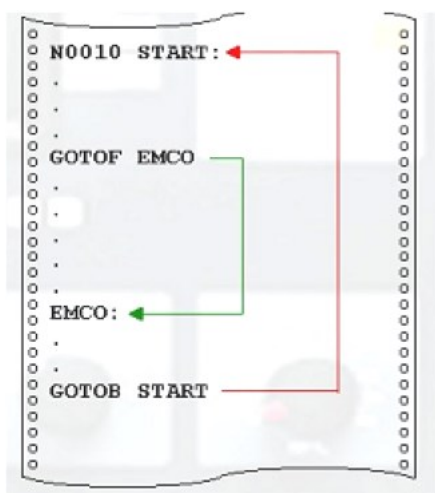 N0010 START:
.
.
.
GOTOF EMCO
.
.
.
.
.
EMCO:
.
.
GOTOB START